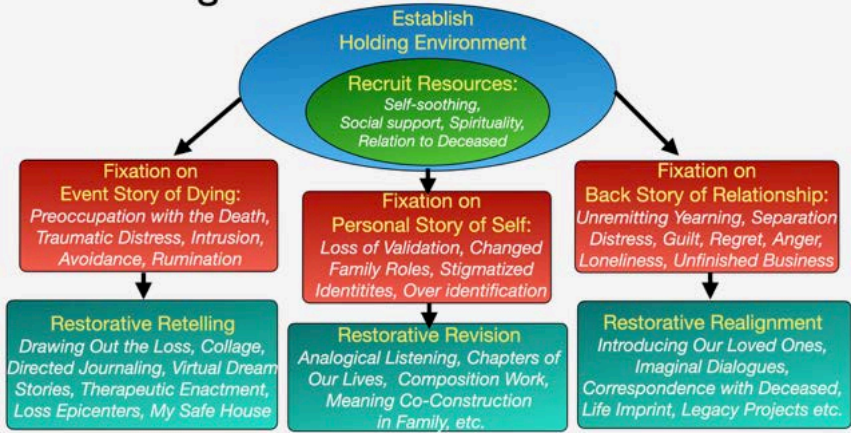 Establish
Holding Environment
Recruit Resources:
Self-soothing,
Social support, Spirituality,
Relation to Deceased
Fixation on
Event Story of Dying:
Preoccupation with the Death,
Traumatic Distress, Intrusion,
Avoidance, Rumination
Fixation on
Personal Story of Self:
Loss of Validation, Changed
Family Roles, Stigmatized
Identitites, Over identification
Fixation on
Back Story of Relationship:
Unremitting Yearning, Separation
Distress, Guilt, Regret, Anger,
Loneliness, Unfinished Business
Restorative Retelling
Drawing Out the Loss, Collage,
Directed Journaling, Virtual Dream
Stories, Therapeutic Enactment,
Loss Epicenters, My Safe House
Restorative Revision
Analogical Listening, Chapters of
Our Lives, Composition Work,
Meaning Co-Construction
in Family, etc.
Restorative Realignment
Introducing Our Loved Ones,
Imaginal Dialogues,
Correspondence with Deceased,
Life Imprint, Legacy Projects etc.